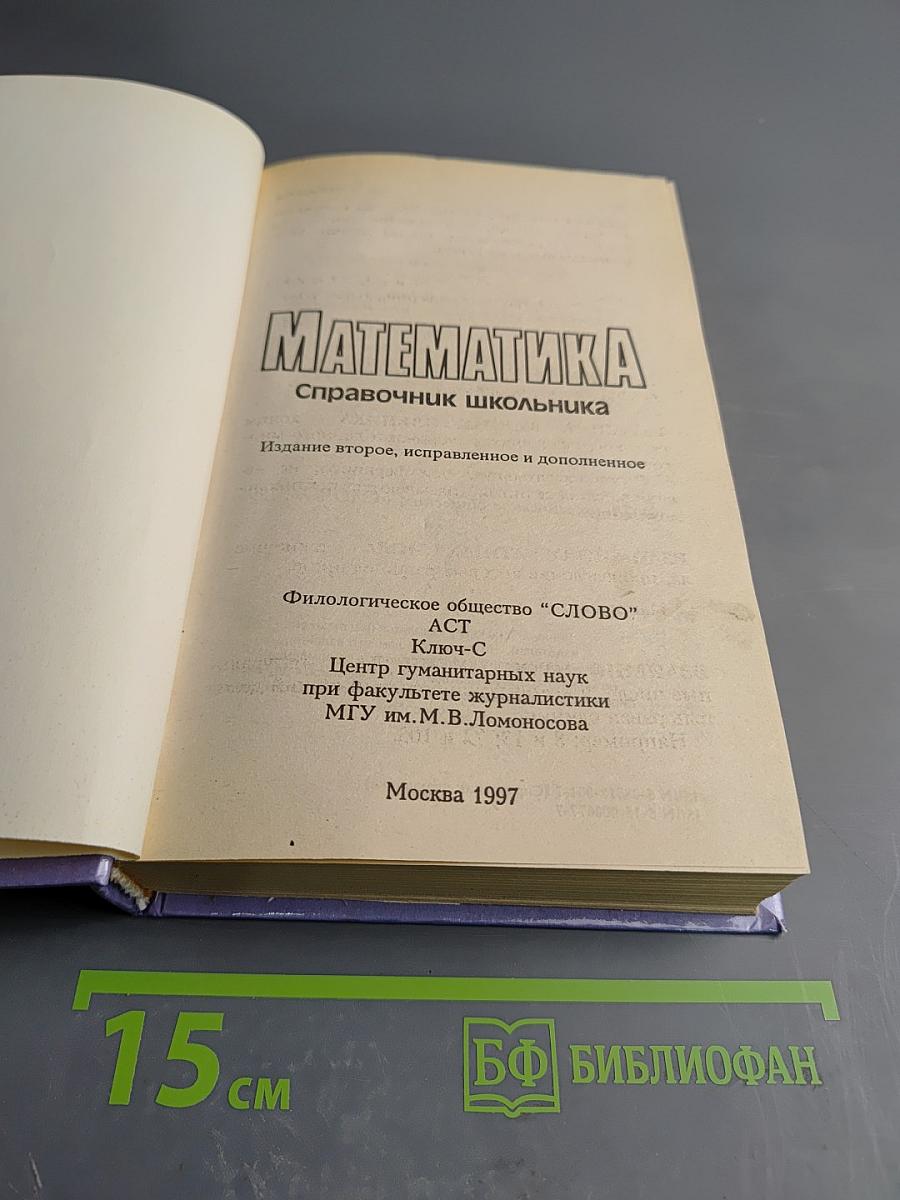 МАТЕМАТИКА
Справочник школьника
Издание второе, исправленное и дополненное
Филологическое общество “СЛОВО”
АСТ
Ключ-С
Центр гуманитарных наук
при факультете журналистики
МГУ им.М.В.Ломоносова
Москва 1997
15 см
БФ БИБЛИОФАН